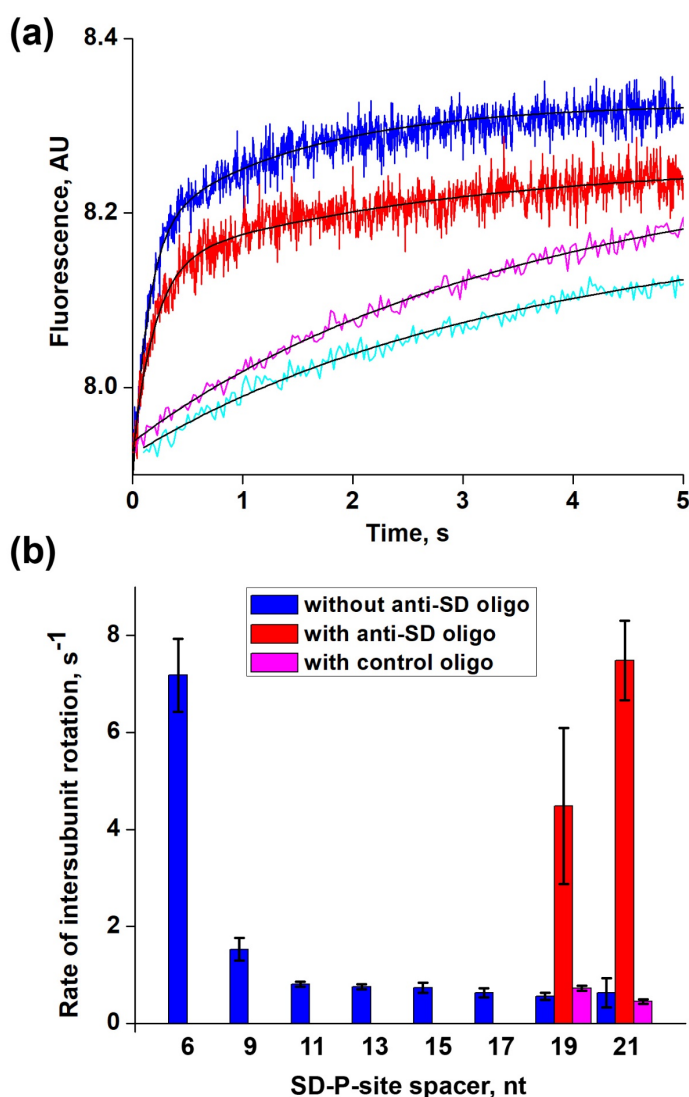 (a)
8.4
8.2
8.0
Fluorescence, AU
0 1 2 3 4 5
Time, s
(b)
without anti-SD oligo
with anti-SD oligo
with control oligo
8
6
4
2
0
Rate of intersubunit rotation, s-1
6 9 11 13 15 17 19 21
SD-P-site spacer, nt